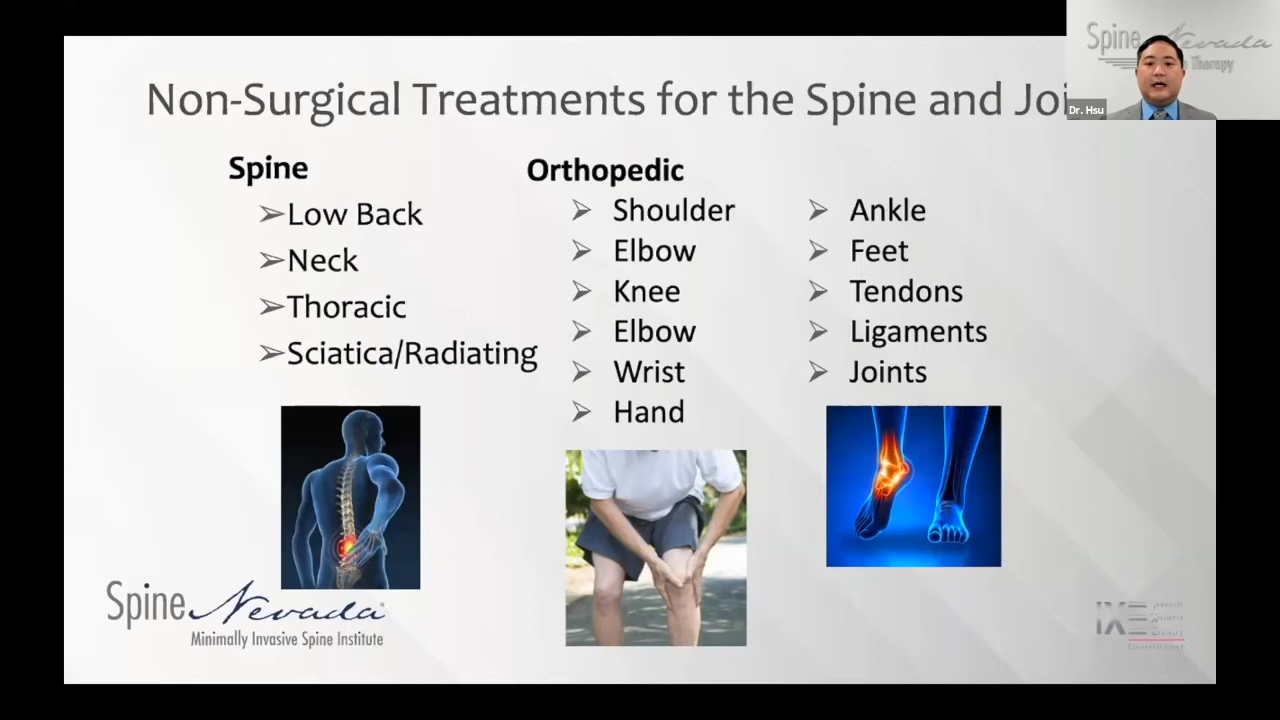 Non-Surgical Treatments for the Spine and Joi
Spine
➢Low Back
➢Neck
➢Thoracic
➢Sciatica/Radiating
Orthopedic
➢ Shoulder
➢ Elbow
➢ Knee
➢ Elbow
➢ Wrist
➢ Hand
➢ Ankle
➢ Feet
➢ Tendons
➢ Ligaments
➢ Joints
Spine Nevada
Minimally Invasive Spine Institute
Spine Nevada
Therapy
Dr. Hsu